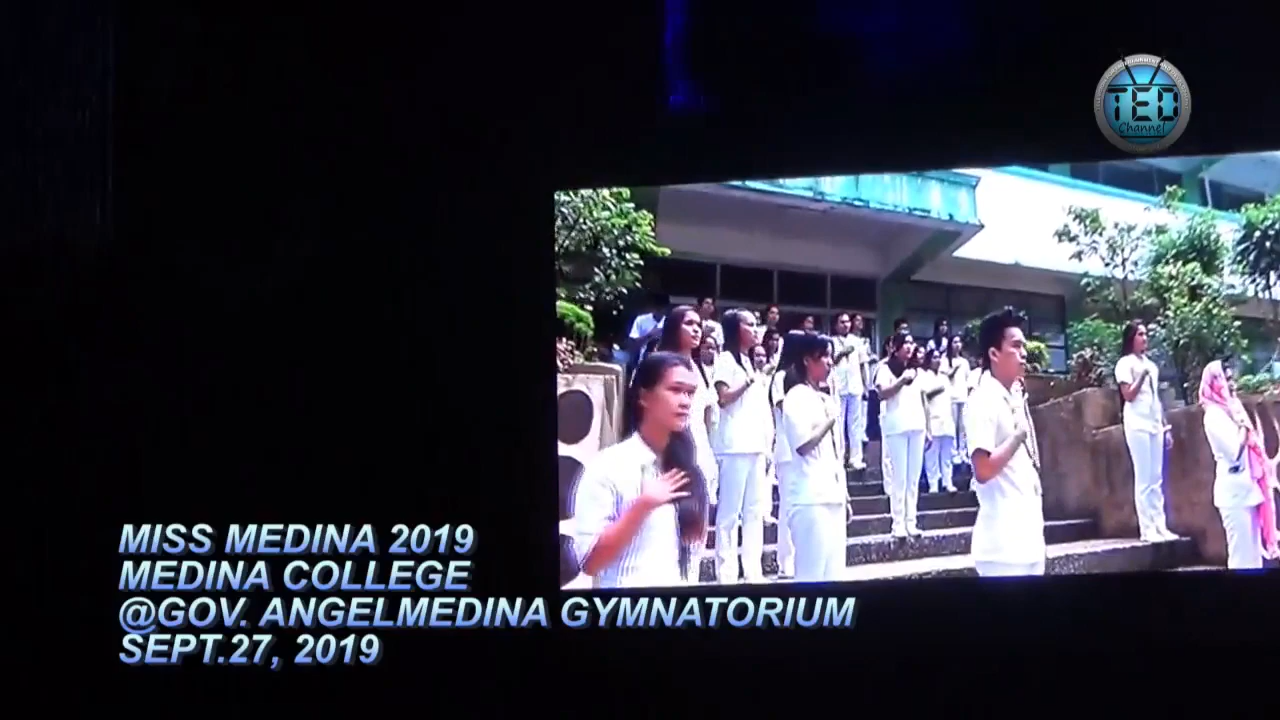 TED
Channel
MISS MEDINA 2019
MEDINA COLLEGE
@GOV. ANGELMEDINA GYMNATORIUM
SEPT.27, 2019